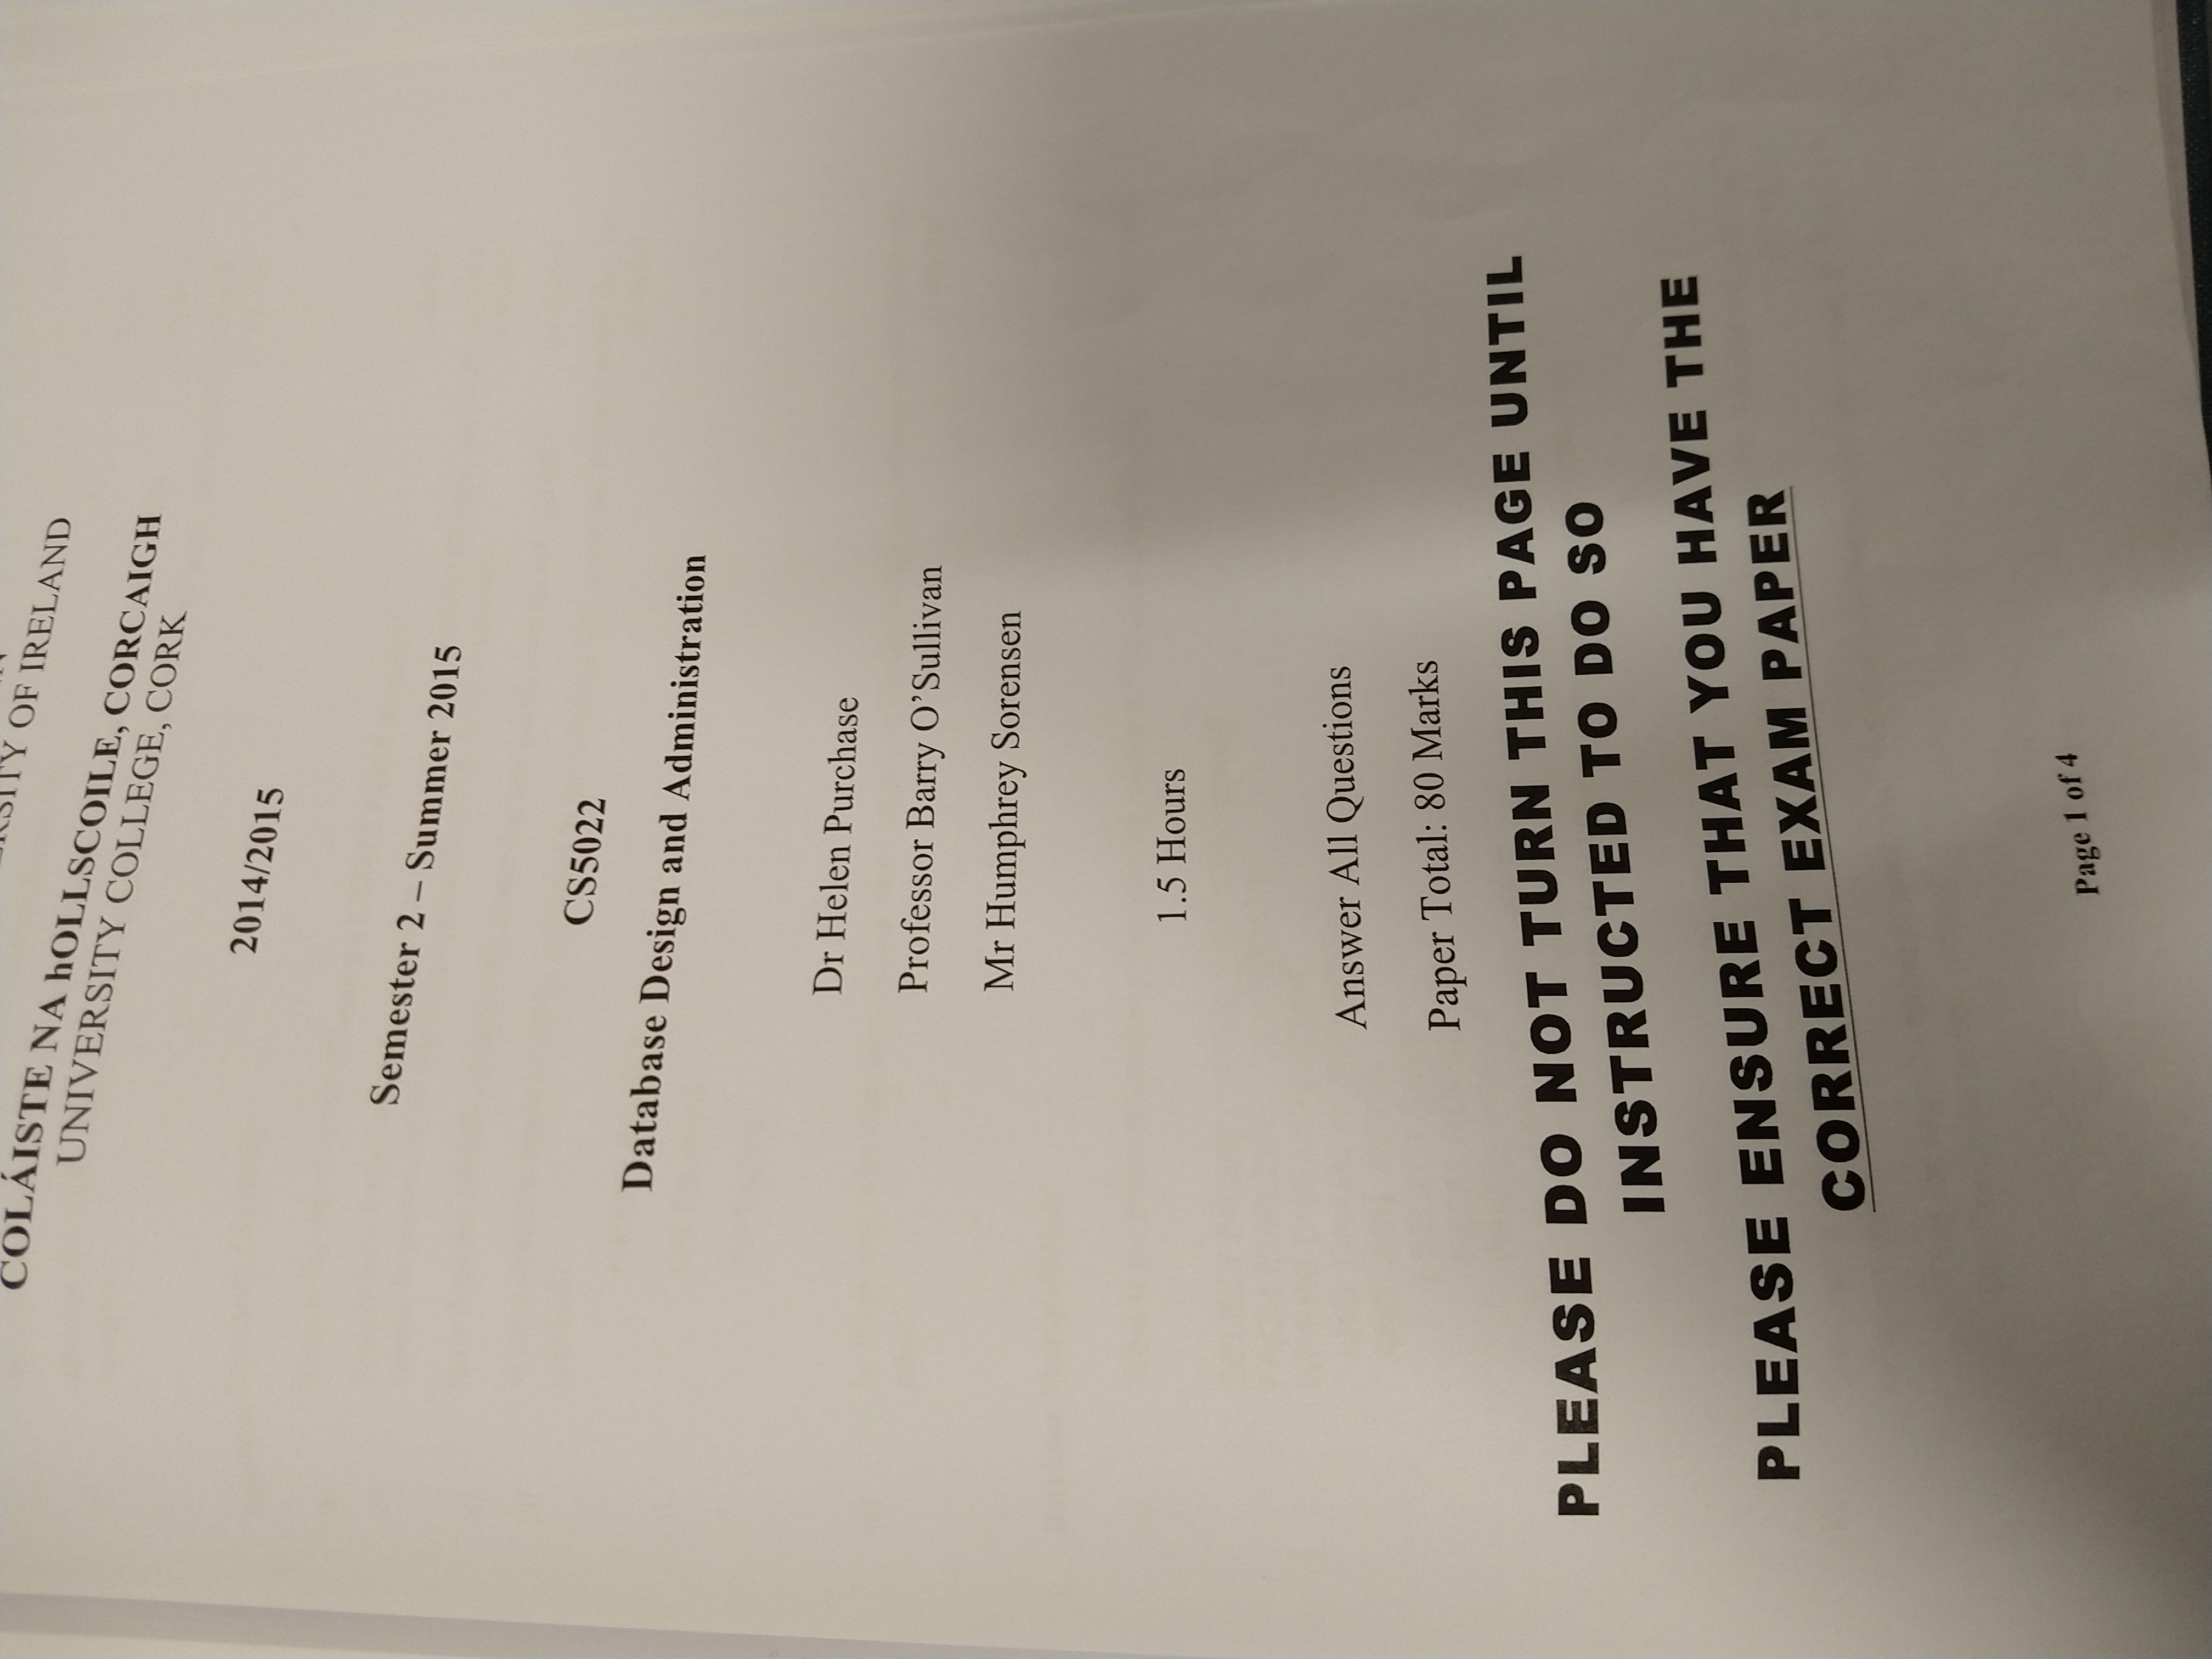 OF IRELAND
COLÁISTE NA hOLLSCOILE, CORCAIGH
UNIVERSITY COLLEGE, CORK
2014/2015
Semester 2 – Summer 2015
CS5022
Database Design and Administration
Dr Helen Purchase
Professor Barry O'Sullivan
Mr Humphrey Sorensen
1.5 Hours
Answer All Questions
Paper Total: 80 Marks
PLEASE DO NOT TURN THIS PAGE UNTIL
INSTRUCTED TO DO SO
PLEASE ENSURE THAT YOU HAVE THE
CORRECT EXAM PAPER
Page 1 of 4